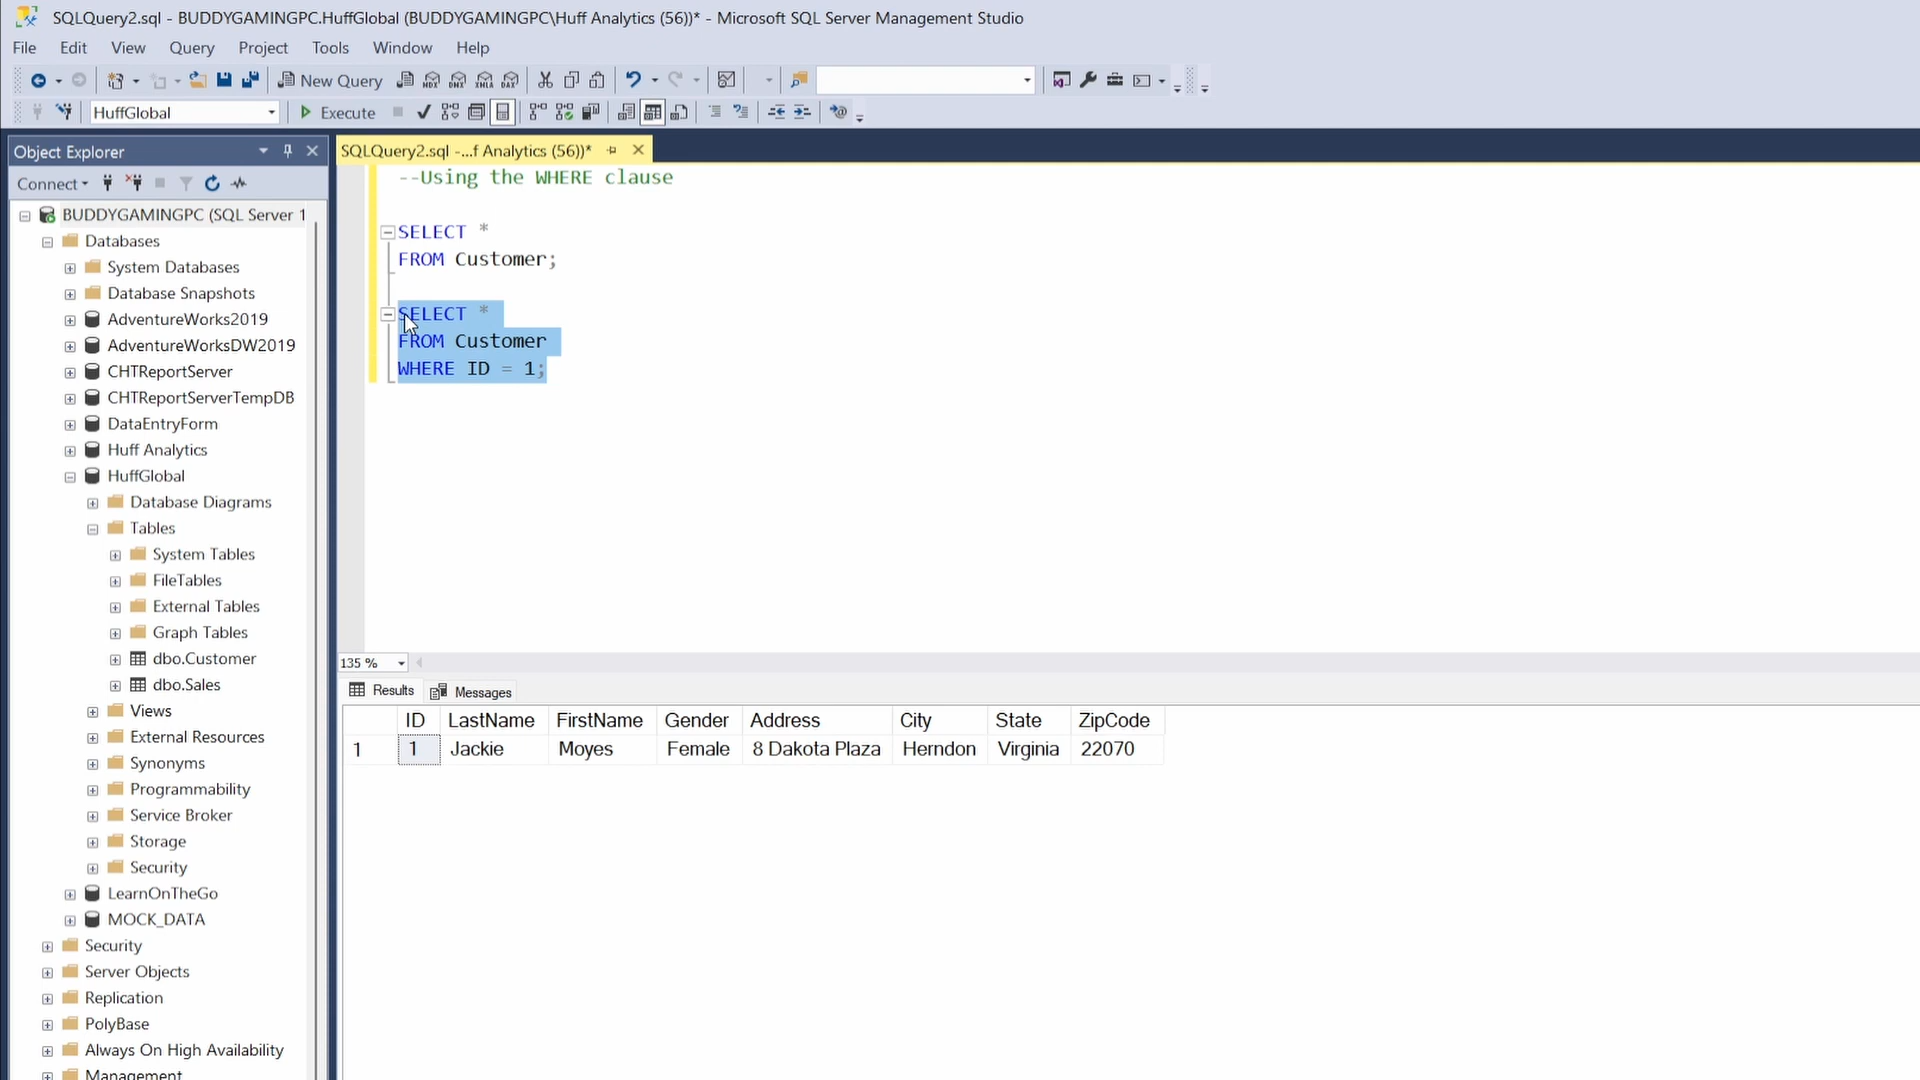 SQLQuery2.sql - BUDDYGAMINGPC.HuffGlobal (BUDDYGAMINGPC\Huff Analytics (56))* - Microsoft SQL Server Management Studio
File Edit View Query Project Tools Window Help
New Query MDX DMX XMLA DAX
HuffGlobal Execute
Object Explorer
Connect
BUDDYGAMINGPC (SQL Server 1
Databases
System Databases
Database Snapshots
AdventureWorks2019
AdventureWorksDW2019
CHTReportServer
CHTReportServerTempDB
DataEntryForm
Huff Analytics
HuffGlobal
Database Diagrams
Tables
System Tables
FileTables
External Tables
Graph Tables
dbo.Customer
dbo.Sales
Views
External Resources
Synonyms
Programmability
Service Broker
Storage
Security
LearnOnTheGo
MOCK_DATA
Security
Server Objects
Replication
PolyBase
Always On High Availability
Management
SQLQuery2.sql -...f Analytics (56))*
--Using the WHERE clause
SELECT *
FROM Customer;
SELECT *
FROM Customer
WHERE ID = 1;
135 %
Results Messages
ID LastName FirstName Gender Address City State ZipCode
1 1 Jackie Moyes Female 8 Dakota Plaza Herndon Virginia 22070